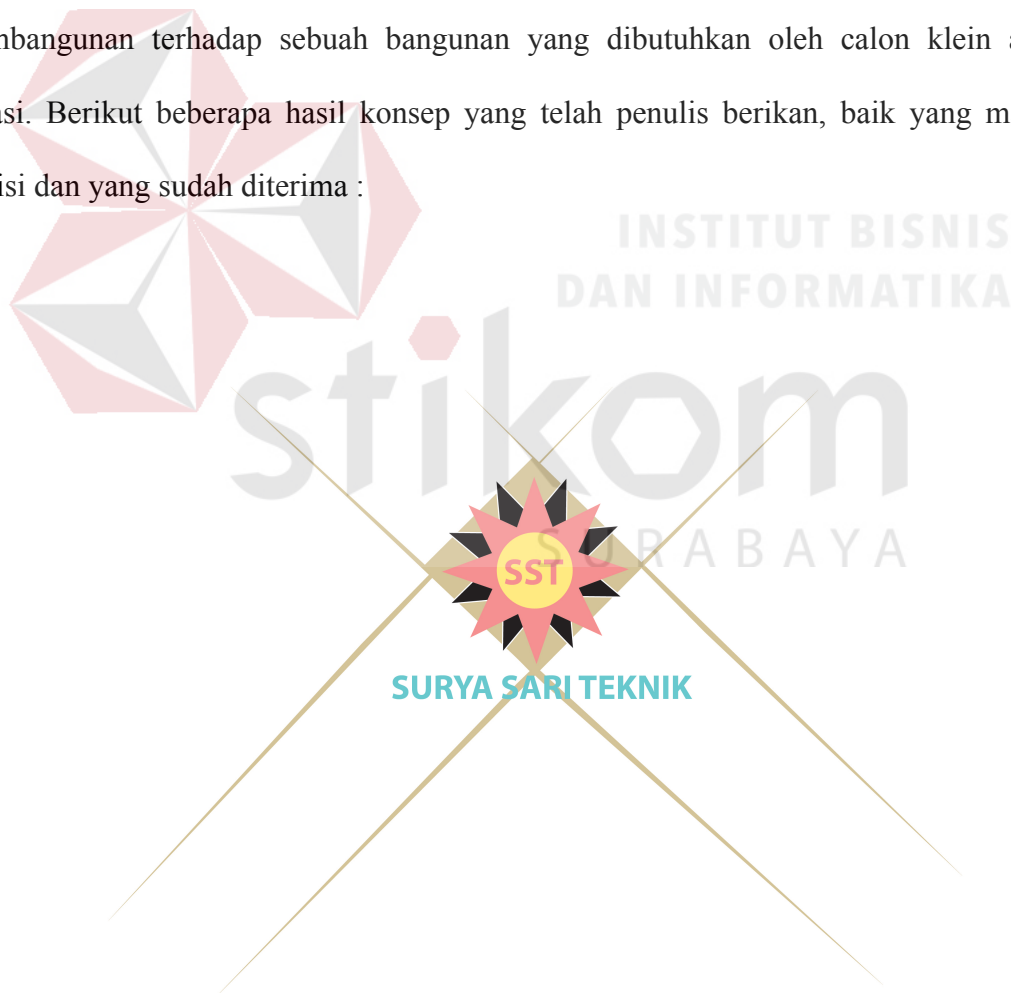 nbangunan terhadap sebuah bangunan yang dibutuhkan oleh calon klein a
asi. Berikut beberapa hasil konsep yang telah penulis berikan, baik yang m
isi dan yang sudah diterima :
INSTITUT BISNIS
DAN INFORMATIKA
stikom
SURABAYA
SST
SURYA SARI TEKNIK